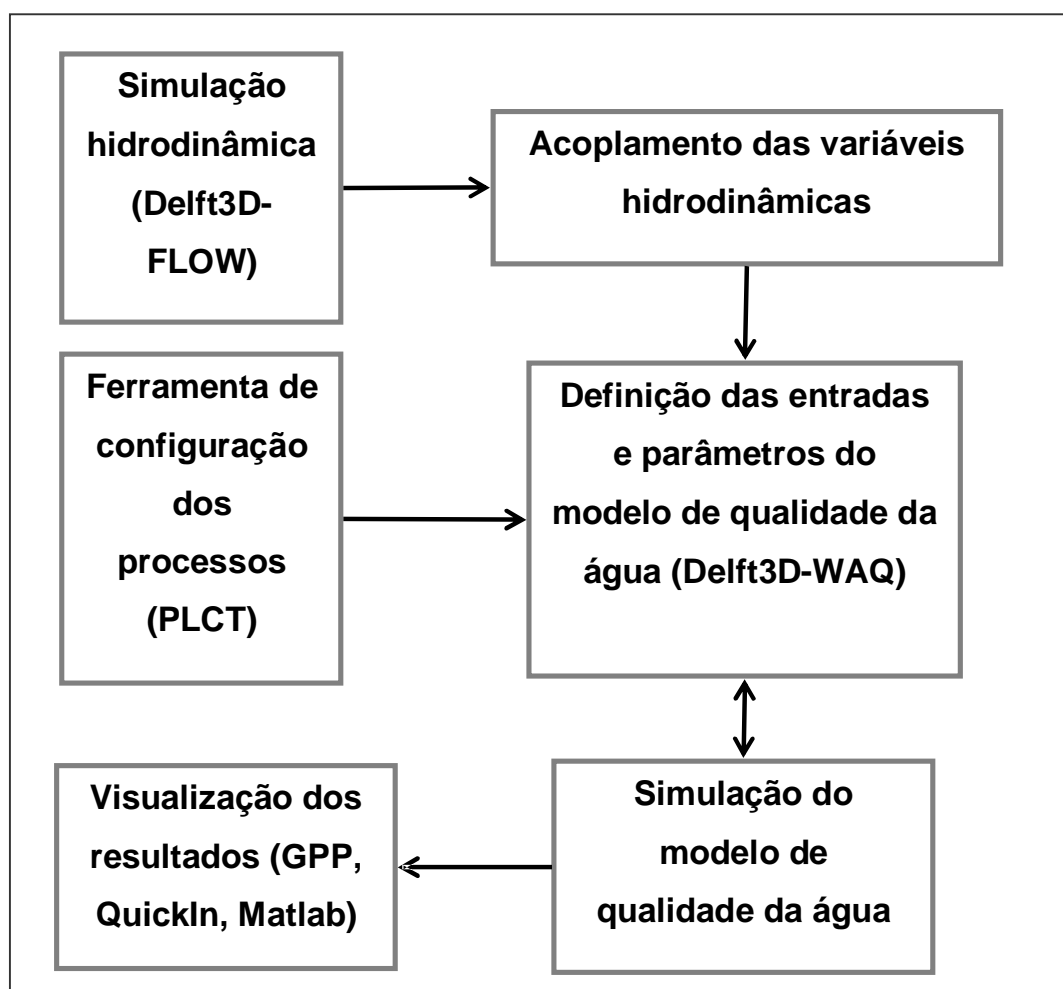 Simulação
hidrodinâmica
(Delft3D-
FLOW)
Acoplamento das variáveis
hidrodinâmicas
Ferramenta de
configuração
dos
processos
(PLCT)
Definição das entradas
e parâmetros do
modelo de qualidade da
água (Delft3D-WAQ)
Visualização dos
resultados (GPP,
QuickIn, Matlab)
Simulação do
modelo de
qualidade da água